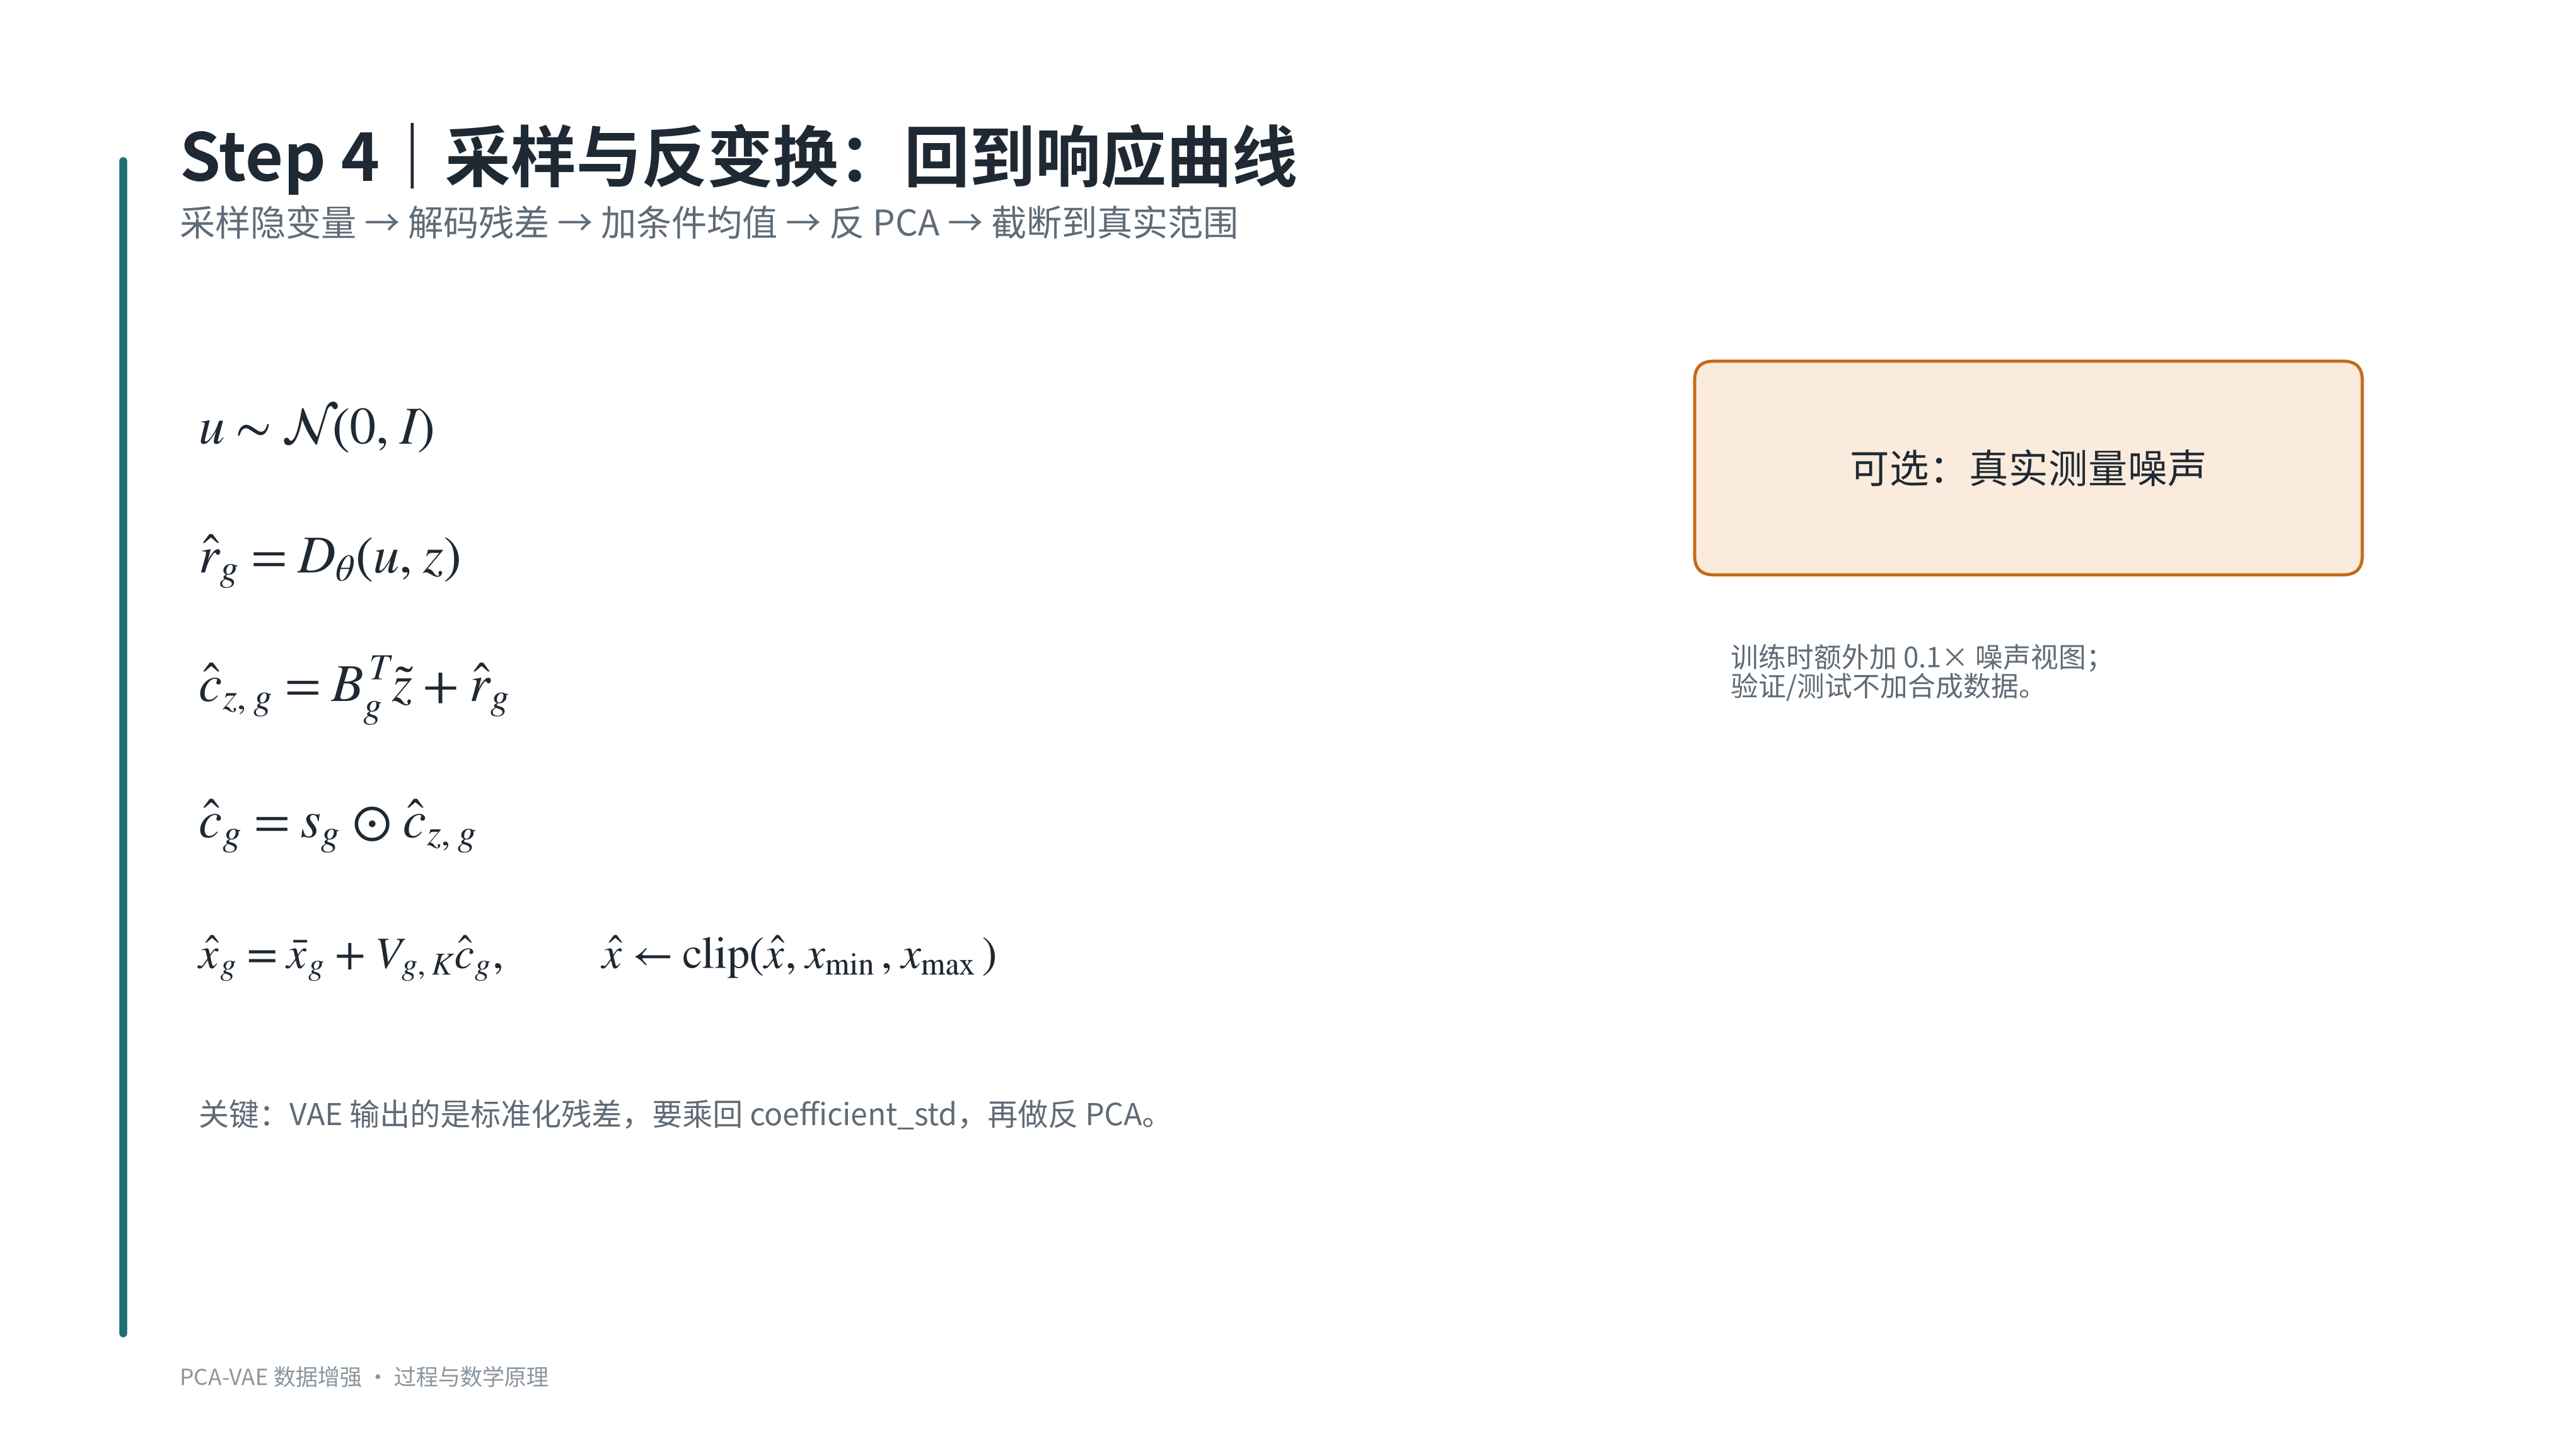 Step 4｜采样与反变换：回到响应曲线
采样隐变量 → 解码残差 → 加条件均值 → 反 PCA → 截断到真实范围
u ∼ 𝒩(0, I)
r̂_g = D_θ(u, z)
ĉ_{z, g} = B_g^T z̃ + r̂_g
ĉ_g = s_g ⊙ ĉ_{z, g}
x̂_g = x̄_g + V_{g, K} ĉ_g,  x̂ ← clip(x̂, x_min , x_max )
关键：VAE 输出的是标准化残差，要乘回 coefficient_std，再做反 PCA。
可选：真实测量噪声
训练时额外加 0.1× 噪声视图；
验证/测试不加合成数据。
PCA-VAE 数据增强 · 过程与数学原理